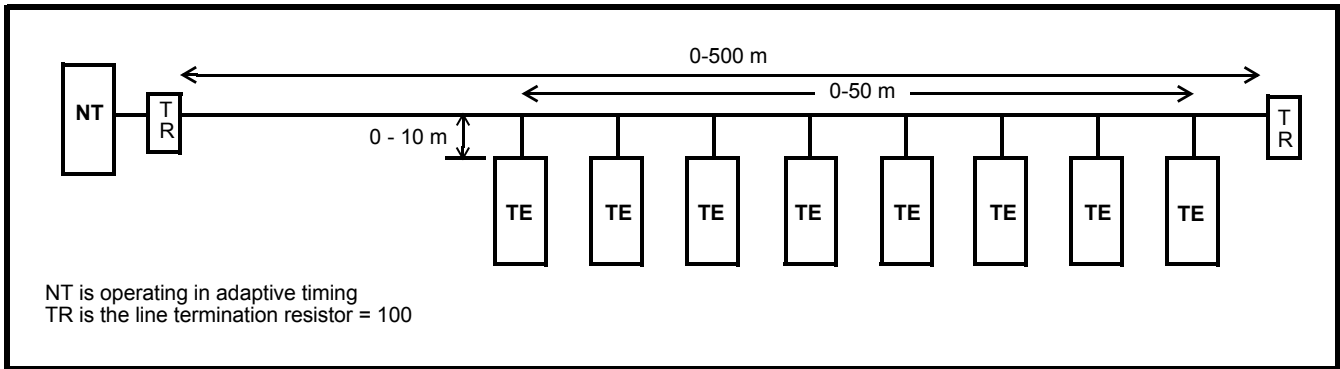 0-500 m
0-50 m
NT
T
R
T
R
0 - 10 m
TE
TE
TE
TE
TE
TE
TE
TE
NT is operating in adaptive timing
TR is the line termination resistor = 100